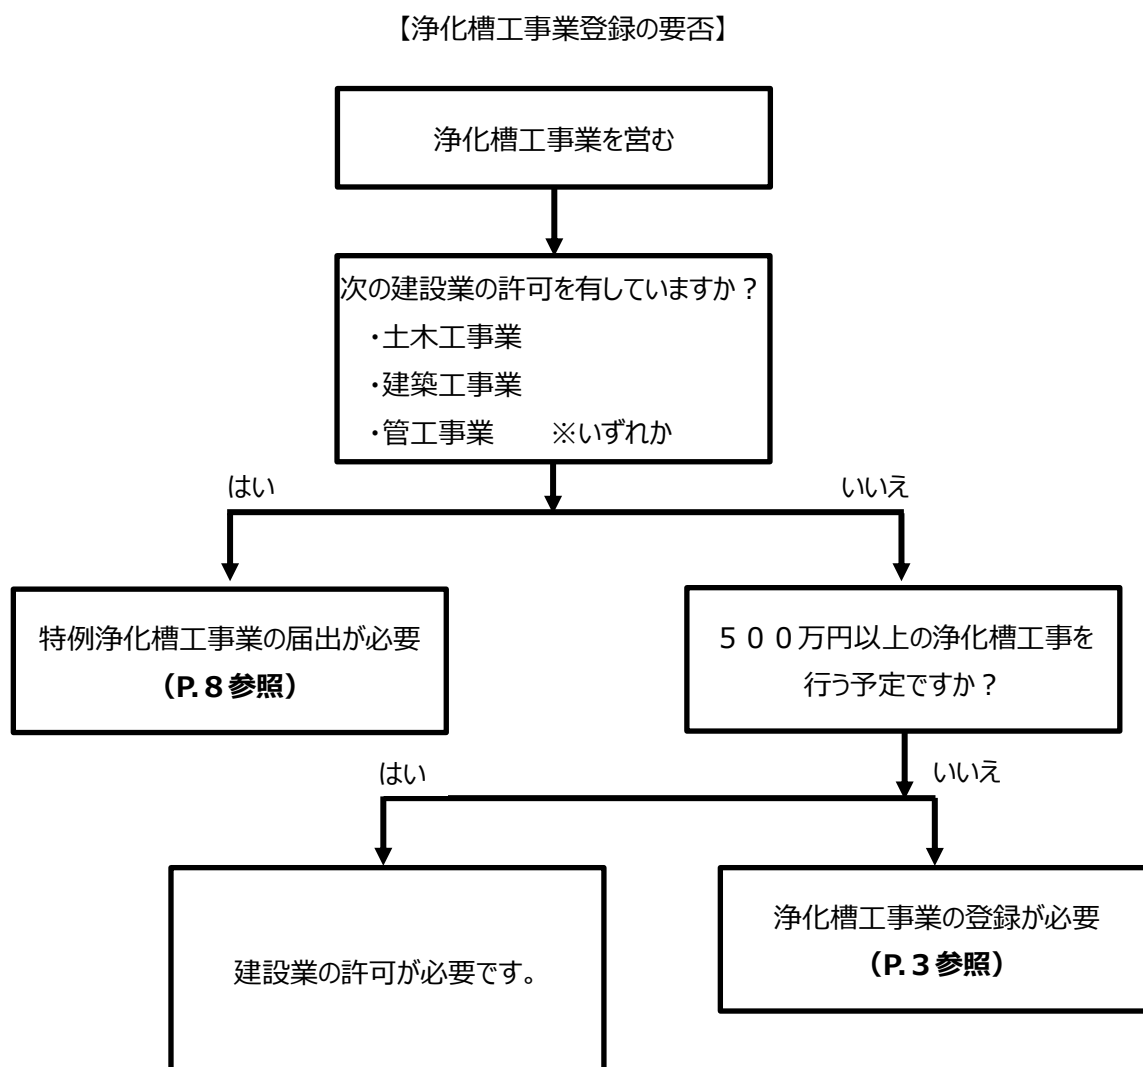 【浄化槽工事業登録の要否】
浄化槽工事業を営む
次の建設業の許可を有していますか？
・土木工事業
・建築工事業
・管工事業　　※いずれか
はい
いいえ
特例浄化槽工事業の届出が必要
（P.８参照）
５００万円以上の浄化槽工事を
行う予定ですか？
はい
いいえ
建設業の許可が必要です。
浄化槽工事業の登録が必要
（P.３参照）